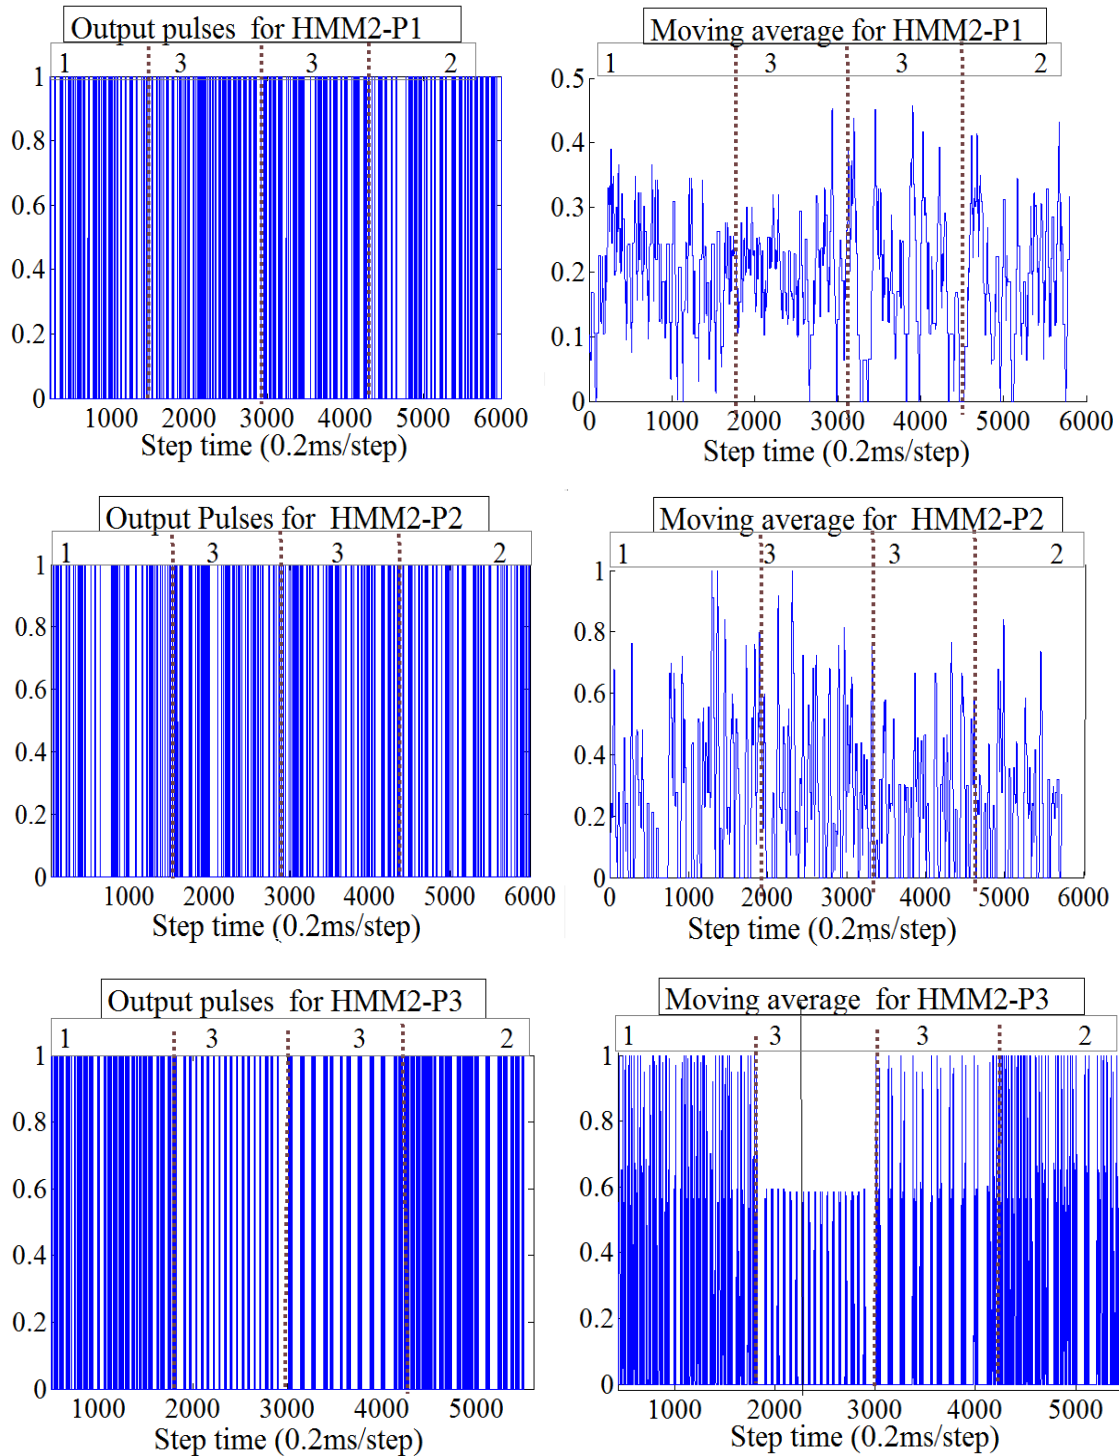 Output pulses for HMM2-P1
1 3 3 2
1
0.8
0.6
0.4
0.2
0
1000 2000 3000 4000 5000 6000
Step time (0.2ms/step)
Moving average for HMM2-P1
1 3 3 2
0.5
0.4
0.3
0.2
0.1
0
0 1000 2000 3000 4000 5000 6000
Step time (0.2ms/step)
Output Pulses for HMM2-P2
1 3 3 2
1
0.8
0.6
0.4
0.2
0
1000 2000 3000 4000 5000 6000
Step time (0.2ms/step)
Moving average for HMM2-P2
1 3 3 2
1
0.8
0.6
0.4
0.2
0
0 1000 2000 3000 4000 5000 6000
Step time (0.2ms/step)
Output pulses for HMM2-P3
1 3 3 2
1
0.8
0.6
0.4
0.2
0
1000 2000 3000 4000 5000
Step time (0.2ms/step)
Moving average for HMM2-P3
1 3 3 2
1
0.8
0.6
0.4
0.2
0
1000 2000 3000 4000 5000
Step time (0.2ms/step)